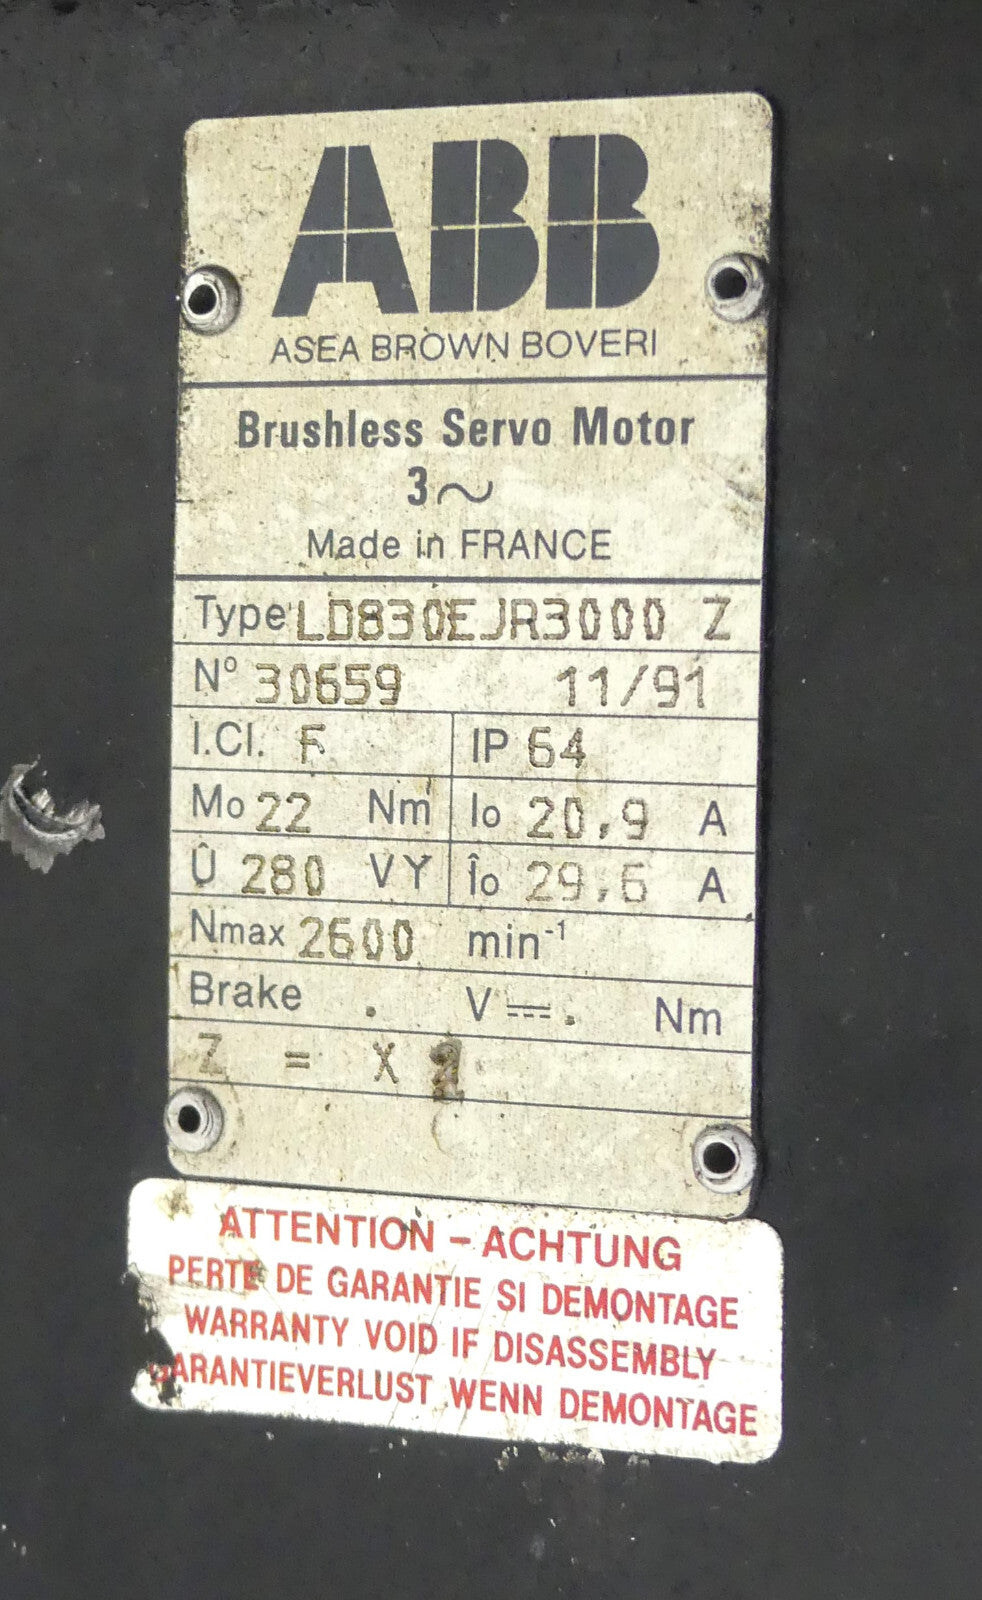 ABB
ASEA BROWN BOVERI
Brushless Servo Motor
3~
Made in FRANCE
Type LD830EJR3000 Z
N° 30659 11/91
I.Cl. F IP 64
Mo 22 Nm Io 20,9 A
Û 280 VY Îo 29,6 A
Nmax 2600 min-1
Brake . V ⎓ . Nm
Z = X
ATTENTION - ACHTUNG
PERTE DE GARANTIE SI DEMONTAGE
WARRANTY VOID IF DISASSEMBLY
GARANTIEVERLUST WENN DEMONTAGE